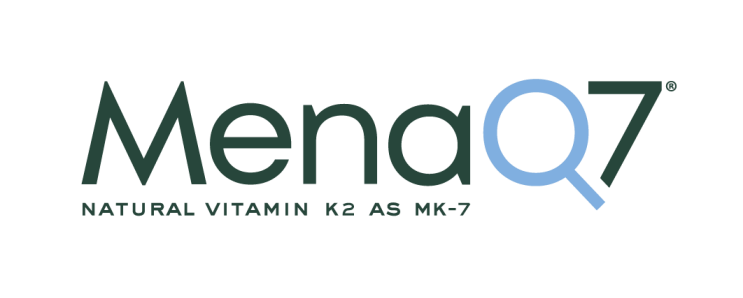 MenaQ7®
NATURAL VITAMIN K2 AS MK-7